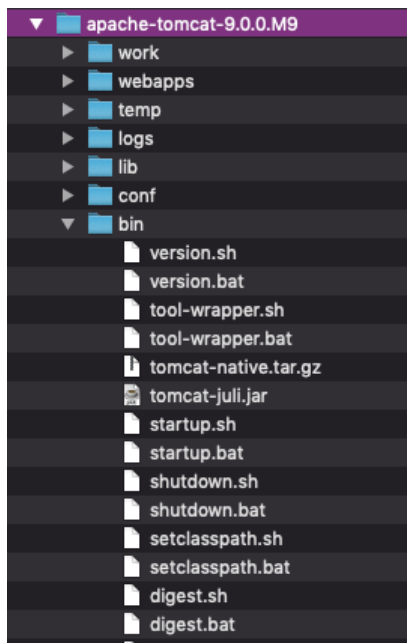 apache-tomcat-9.0.0.M9
work
webapps
temp
logs
lib
conf
bin
version.sh
version.bat
tool-wrapper.sh
tool-wrapper.bat
tomcat-native.tar.gz
tomcat-juli.jar
startup.sh
startup.bat
shutdown.sh
shutdown.bat
setclasspath.sh
setclasspath.bat
digest.sh
digest.bat